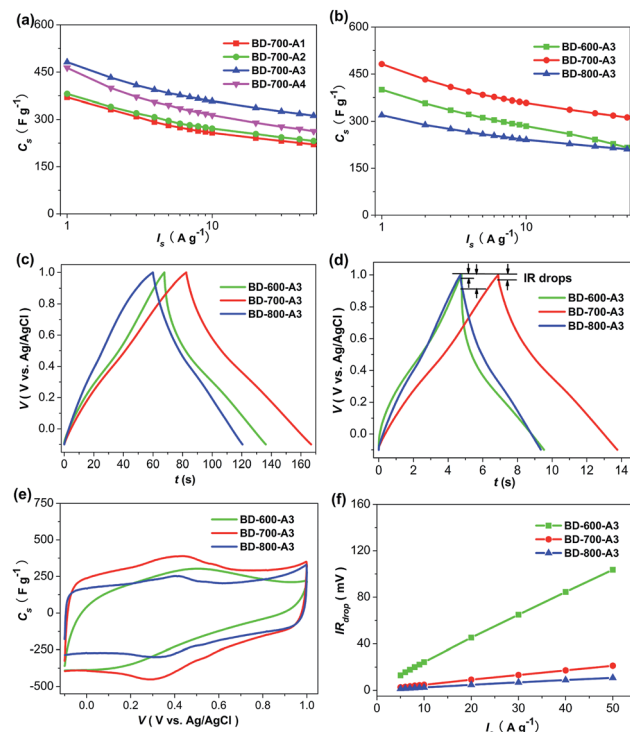 (a)
600
450
300
150
0
C_s ( F g⁻¹)
1
10
I_s ( A g⁻¹)
BD-700-A1
BD-700-A2
BD-700-A3
BD-700-A4
(b)
600
450
300
150
0
C_s ( F g⁻¹)
1
10
I_s ( A g⁻¹)
BD-600-A3
BD-700-A3
BD-800-A3
(c)
1.0
0.8
0.6
0.4
0.2
0.0
V ( V vs. Ag/AgCl)
0 20 40 60 80 100 120 140 160
t (s)
BD-600-A3
BD-700-A3
BD-800-A3
(d)
1.0
0.8
0.6
0.4
0.2
0.0
V ( V vs. Ag/AgCl)
0 2 4 6 8 10 12 14
t (s)
IR drops
BD-600-A3
BD-700-A3
BD-800-A3
(e)
500
250
0
-250
-500
C_s ( F g⁻¹)
0.0 0.2 0.4 0.6 0.8 1.0
V ( V vs. Ag/AgCl)
BD-600-A3
BD-700-A3
BD-800-A3
(f)
160
120
80
40
0
IR_drop ( mV)
0 10 20 30 40 50
( A g⁻¹)
BD-600-A3
BD-700-A3
BD-800-A3